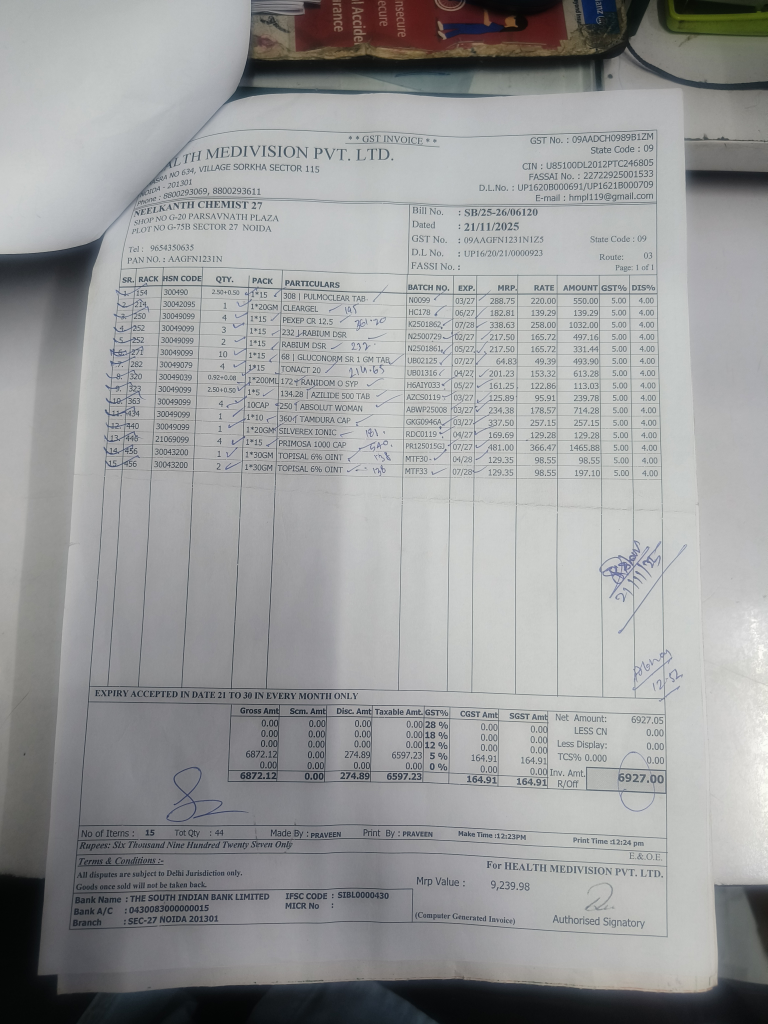 * * GST INVOICE * *
GST No. : 09AADCH0989B1ZM
State Code : 09
ALTH MEDIVISION PVT. LTD.
CIN : U85100DL2012PTC246805
NO 634, VILLAGE SORKHA SECTOR 115
FASSAI No. : 22722925001533
NOIDA - 201301
D.L.No. : UP1620B000691/UP1621B000709
Phone : 8800293069, 8800293611
E-mail : hmpl119@gmail.com
NEELKANTH CHEMIST 27
SHOP NO G-20 PARSAVNATH PLAZA
PLOT NO G-75B SECTOR 27 NOIDA
Tel : 9654350635
PAN NO. : AAGFN1231N
Bill No. : SB/25-26/06120
Dated : 21/11/2025
GST No. : 09AAGFN1231N1Z5 State Code : 09
D.L No. : UP16/20/21/0000923 Route: 03
FASSI No. : Page: 1 of 1
SR. RACK HSN CODE QTY. PACK PARTICULARS BATCH NO. EXP. MRP. RATE AMOUNT GST% DIS%
1. 154 300490 2.50+0.50 1*15 308 | PULMOCLEAR TAB N0099 03/27 288.75 220.00 550.00 5.00 4.00
2. 214 30042095 1 1*20GM CLEARGEL 195 HC178 06/27 182.81 139.29 139.29 5.00 4.00
3. 250 30049099 4 1*15 PEXEP CR 12.5 361.20 K2501862 07/28 338.63 258.00 1032.00 5.00 4.00
4. 252 30049099 3 1*15 232 | RABIUM DSR N2500729 02/27 217.50 165.72 497.16 5.00 4.00
5. 252 30049099 2 1*15 RABIUM DSR 232 N2501861 05/27 217.50 165.72 331.44 5.00 4.00
6. 271 30049099 10 1*15 68 | GLUCONORM SR 1 GM TAB UB02125 07/27 64.83 49.39 493.90 5.00 4.00
7. 282 30049079 4 1*15 TONACT 20 214.65 UB01316 04/27 201.23 153.32 613.28 5.00 4.00
8. 320 30049039 0.92+0.08 1*200ML 172 | RANIDOM O SYP H6AIY033 05/27 161.25 122.86 113.03 5.00 4.00
9. 323 30049099 2.50+0.50 1*5 134.28 | AZILIDE 500 TAB AZCS0119 03/27 125.89 95.91 239.78 5.00 4.00
10. 363 30049099 4 10CAP 250 | ABSOLUT WOMAN ABWP25008 03/27 234.38 178.57 714.28 5.00 4.00
11. 434 30049099 1 1*10 360 | TAMDURA CAP GKG0946A 03/27 337.50 257.15 257.15 5.00 4.00
12. 440 30049099 1 1*20GM SILVEREX IONIC 181 RDC0119 04/27 169.69 129.28 129.28 5.00 4.00
13. 440 21069099 4 1*15 PRIMOSA 1000 CAP 540 07/27 481.00 366.47 1465.88 5.00 4.00
14. 456 30043200 1 1*30GM TOPISAL 6% OINT 138 MTF30 04/28 129.35 98.55 98.55 5.00 4.00
15. 456 30043200 2 1*30GM TOPISAL 6% OINT 138 MTF33 07/28 129.35 98.55 197.10 5.00 4.00
21/11/25
12:52
EXPIRY ACCEPTED IN DATE 21 TO 30 IN EVERY MONTH ONLY
Gross Amt Scm. Amt Disc. Amt Taxable Amt. GST% CGST Amt SGST Amt
0.00 0.00 0.00 0.00 28 % 0.00 0.00
0.00 0.00 0.00 0.00 18 % 0.00 0.00
0.00 0.00 0.00 0.00 12 % 0.00 0.00
6872.12 0.00 274.89 6597.23 5 % 164.91 164.91
0.00 0.00 0.00 0.00 0 % 0.00 0.00
6872.12 0.00 274.89 6597.23 164.91 164.91
Net Amount: 6927.05
LESS CN 0.00
Less Display: 0.00
TCS% 0.000 0.00
Inv. Amt. 6927.00
R/Off
No of Items : 15 Tot Qty : 44 Made By : PRAVEEN Print By : PRAVEEN Make Time :12:23PM Print Time :12:24 pm
Rupees: Six Thousand Nine Hundred Twenty Seven Only
E.& O.E.
Terms & Conditions :-
All disputes are subject to Delhi Jurisdiction only.
Goods once sold will not be taken back.
For HEALTH MEDIVISION PVT. LTD.
Mrp Value : 9,239.98
Bank Name : THE SOUTH INDIAN BANK LIMITED IFSC CODE : SIBL0000430
Bank A/C : 0430083000000015 MICR No :
Branch : SEC-27 NOIDA 201301
(Computer Generated Invoice)
Authorised Signatory